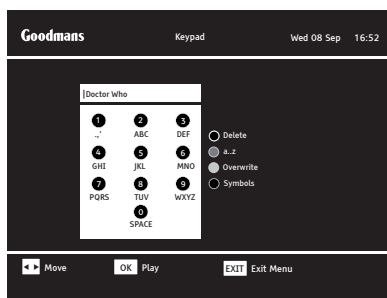 Goodmans Keypad Wed 08 Sep 16:52
|Doctor Who
1 2 3
.,' ABC DEF
Delete
4 5 6
a..z
GHI JKL MNO
Overwrite
7 8 9
Symbols
PQRS TUV WXYZ
0
SPACE
◄ ► Move OK Play EXIT Exit Menu